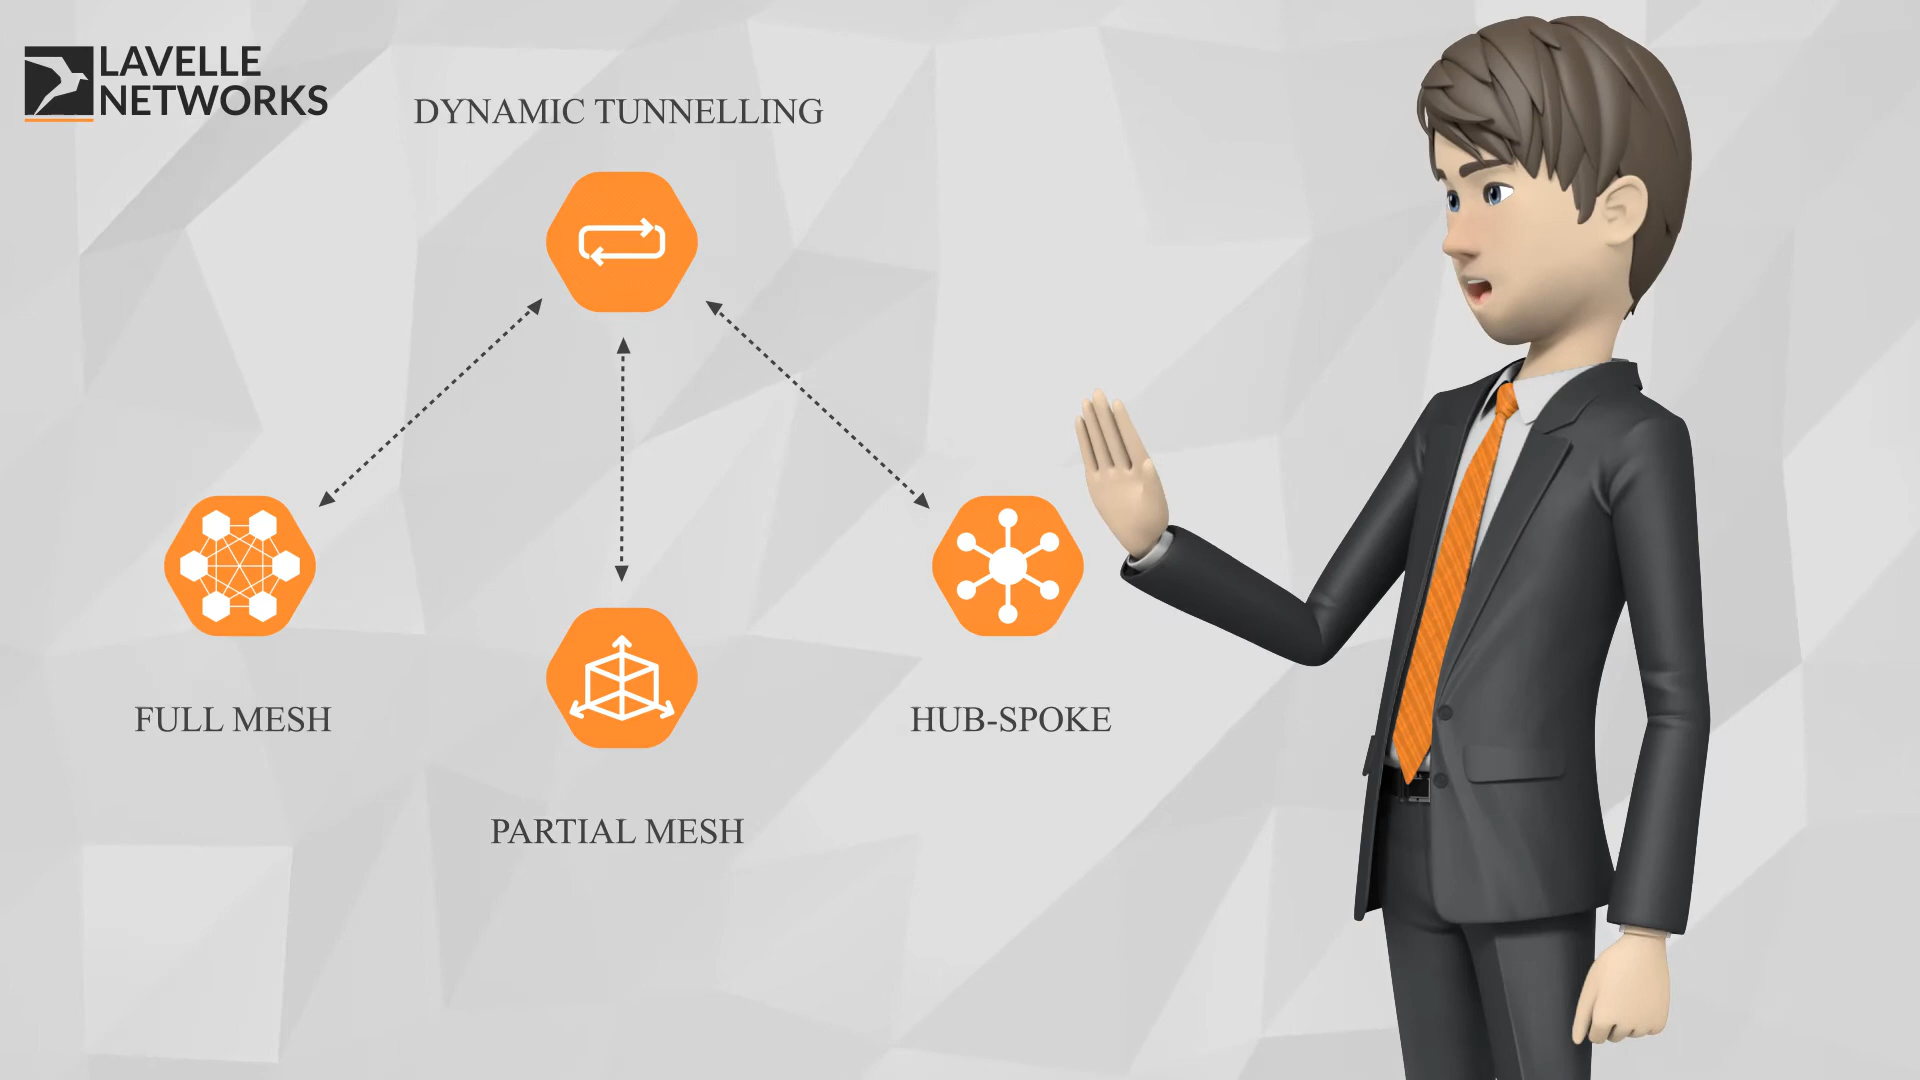 LAVELLE
NETWORKS
DYNAMIC TUNNELLING
FULL MESH
HUB-SPOKE
PARTIAL MESH